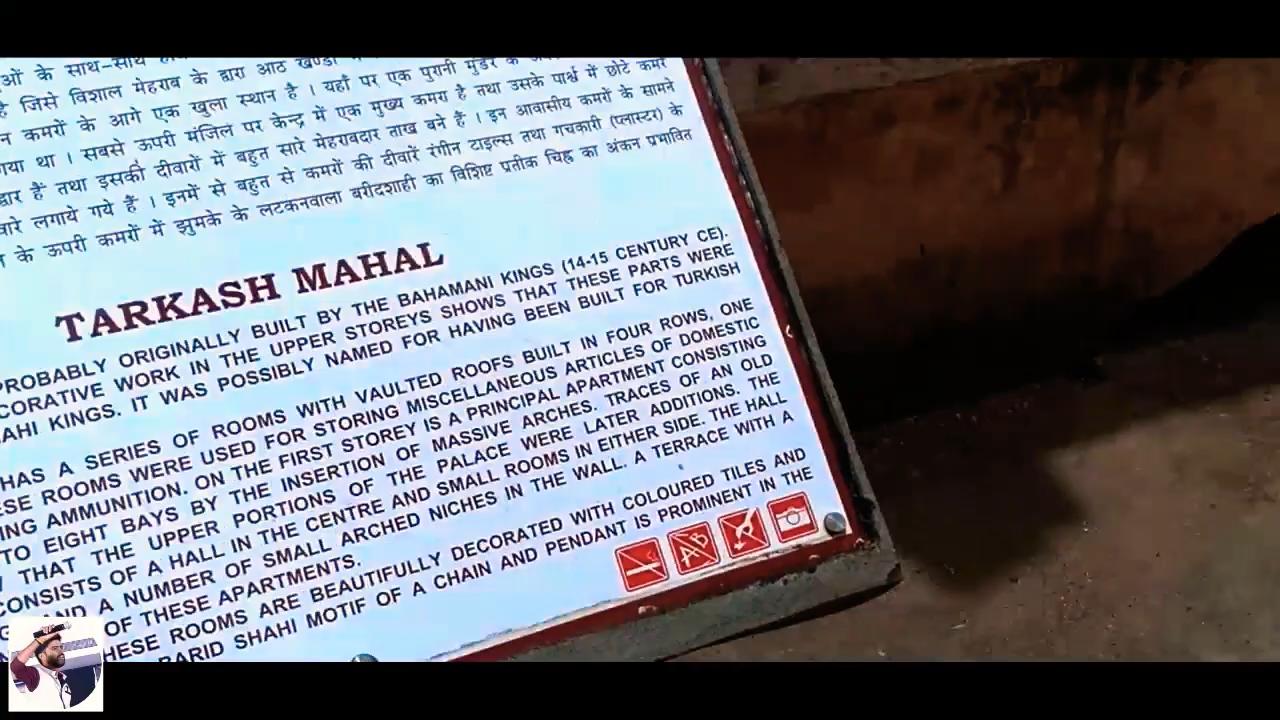 ओं के साथ-साथ
है जिसे विशाल मेहराब के द्वारा आठ खण्डों
न कमरों के आगे एक खुला स्थान है । यहाँ पर एक पुरानी मुंडेर के
गया था । सबसे ऊपरी मंजिल पर केन्द्र में एक मुख्य कमरा है तथा उसके पार्श्व में छोटे कमरे
द्वार हैं तथा इसकी दीवारों में बहुत सारे मेहराबदार ताख बने हैं । इन आवासीय कमरों के सामने
वारे लगाये गये हैं । इनमें से बहुत से कमरों की दीवारें रंगीन टाइल्स तथा गचकारी (प्लास्टर) के
न के ऊपरी कमरों में झुमके के लटकनवाला बरीदशाही का विशिष्ट प्रतीक चिह्न का अंकन प्रभावित
TARKASH MAHAL
PROBABLY ORIGINALLY BUILT BY THE BAHAMANI KINGS (14-15 CENTURY CE).
CORATIVE WORK IN THE UPPER STOREYS SHOWS THAT THESE PARTS WERE
AHI KINGS. IT WAS POSSIBLY NAMED FOR HAVING BEEN BUILT FOR TURKISH
HAS A SERIES OF ROOMS WITH VAULTED ROOFS BUILT IN FOUR ROWS, ONE
ESE ROOMS WERE USED FOR STORING MISCELLANEOUS ARTICLES OF DOMESTIC
ING AMMUNITION. ON THE FIRST STOREY IS A PRINCIPAL APARTMENT CONSISTING
TO EIGHT BAYS BY THE INSERTION OF MASSIVE ARCHES. TRACES OF AN OLD
THAT THE UPPER PORTIONS OF THE PALACE WERE LATER ADDITIONS. THE
CONSISTS OF A HALL IN THE CENTRE AND SMALL ROOMS IN EITHER SIDE. THE HALL
AND A NUMBER OF SMALL ARCHED NICHES IN THE WALL. A TERRACE WITH A
OF THESE APARTMENTS.
HESE ROOMS ARE BEAUTIFULLY DECORATED WITH COLOURED TILES AND
BARID SHAHI MOTIF OF A CHAIN AND PENDANT IS PROMINENT IN THE